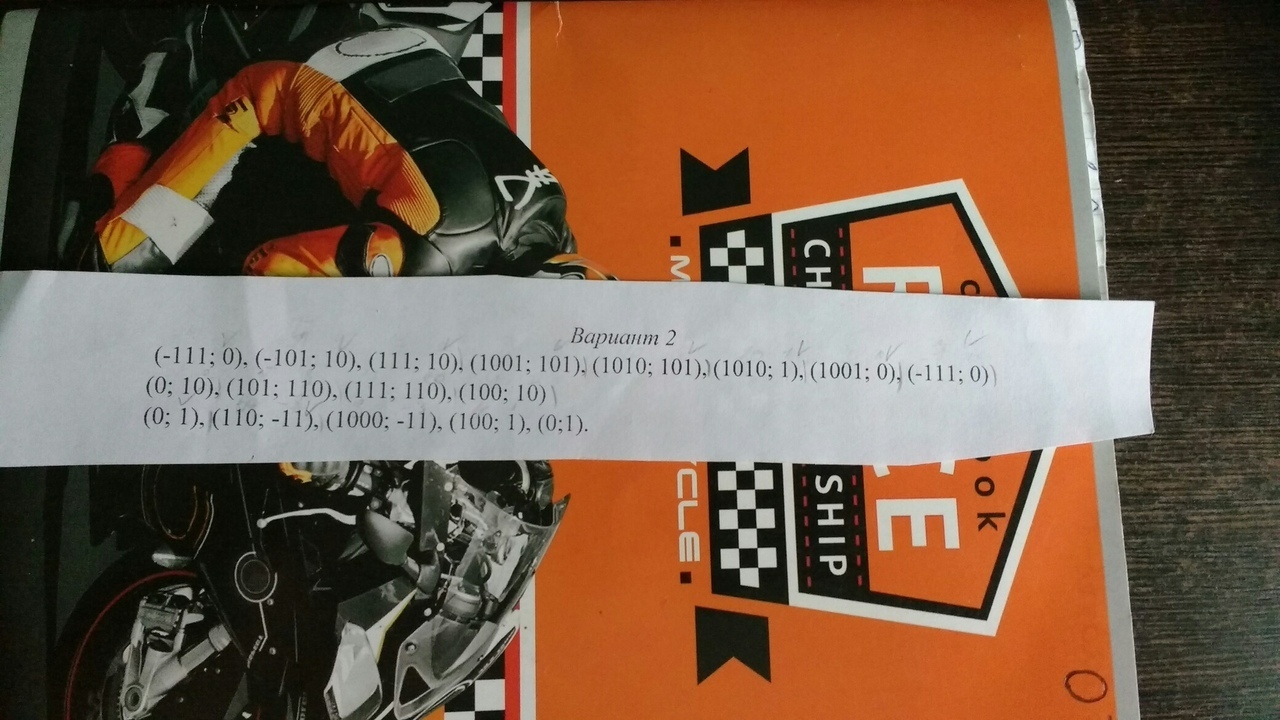 Вариант 2
(-111; 0), (-101; 10), (111; 10), (1001; 101), (1010; 101), (1010; 1), (1001; 0), (-111; 0)
(0; 10), (101; 110), (111; 110), (100; 10)
(0; 1), (110; -11), (1000; -11), (100; 1), (0;1).
SHIP
CLE
ook